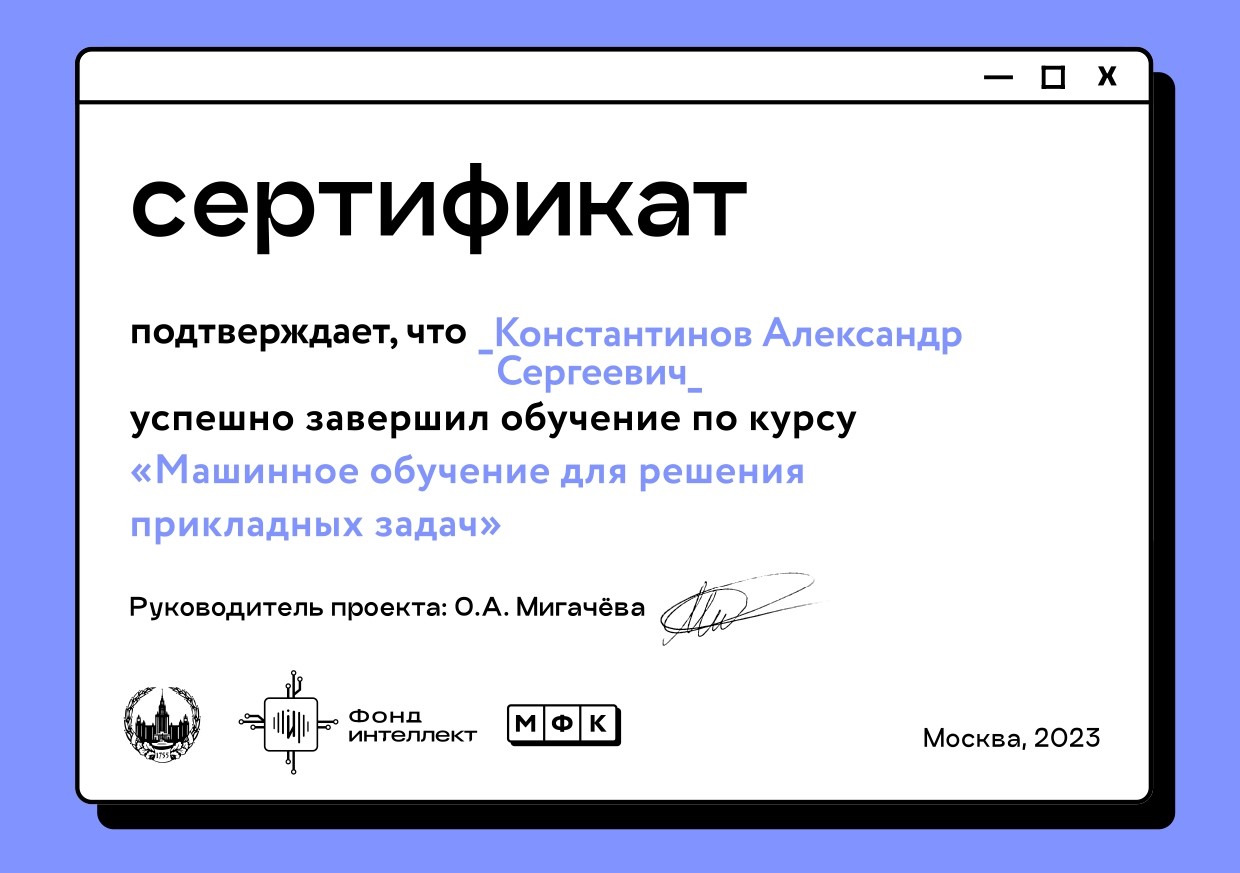 сертификат
подтверждает, что _Константинов Александр
Сергеевич_
успешно завершил обучение по курсу
«Машинное обучение для решения
прикладных задач»
Руководитель проекта: О.А. Мигачёва
1755
Фонд
интеллект
МФК
Москва, 2023